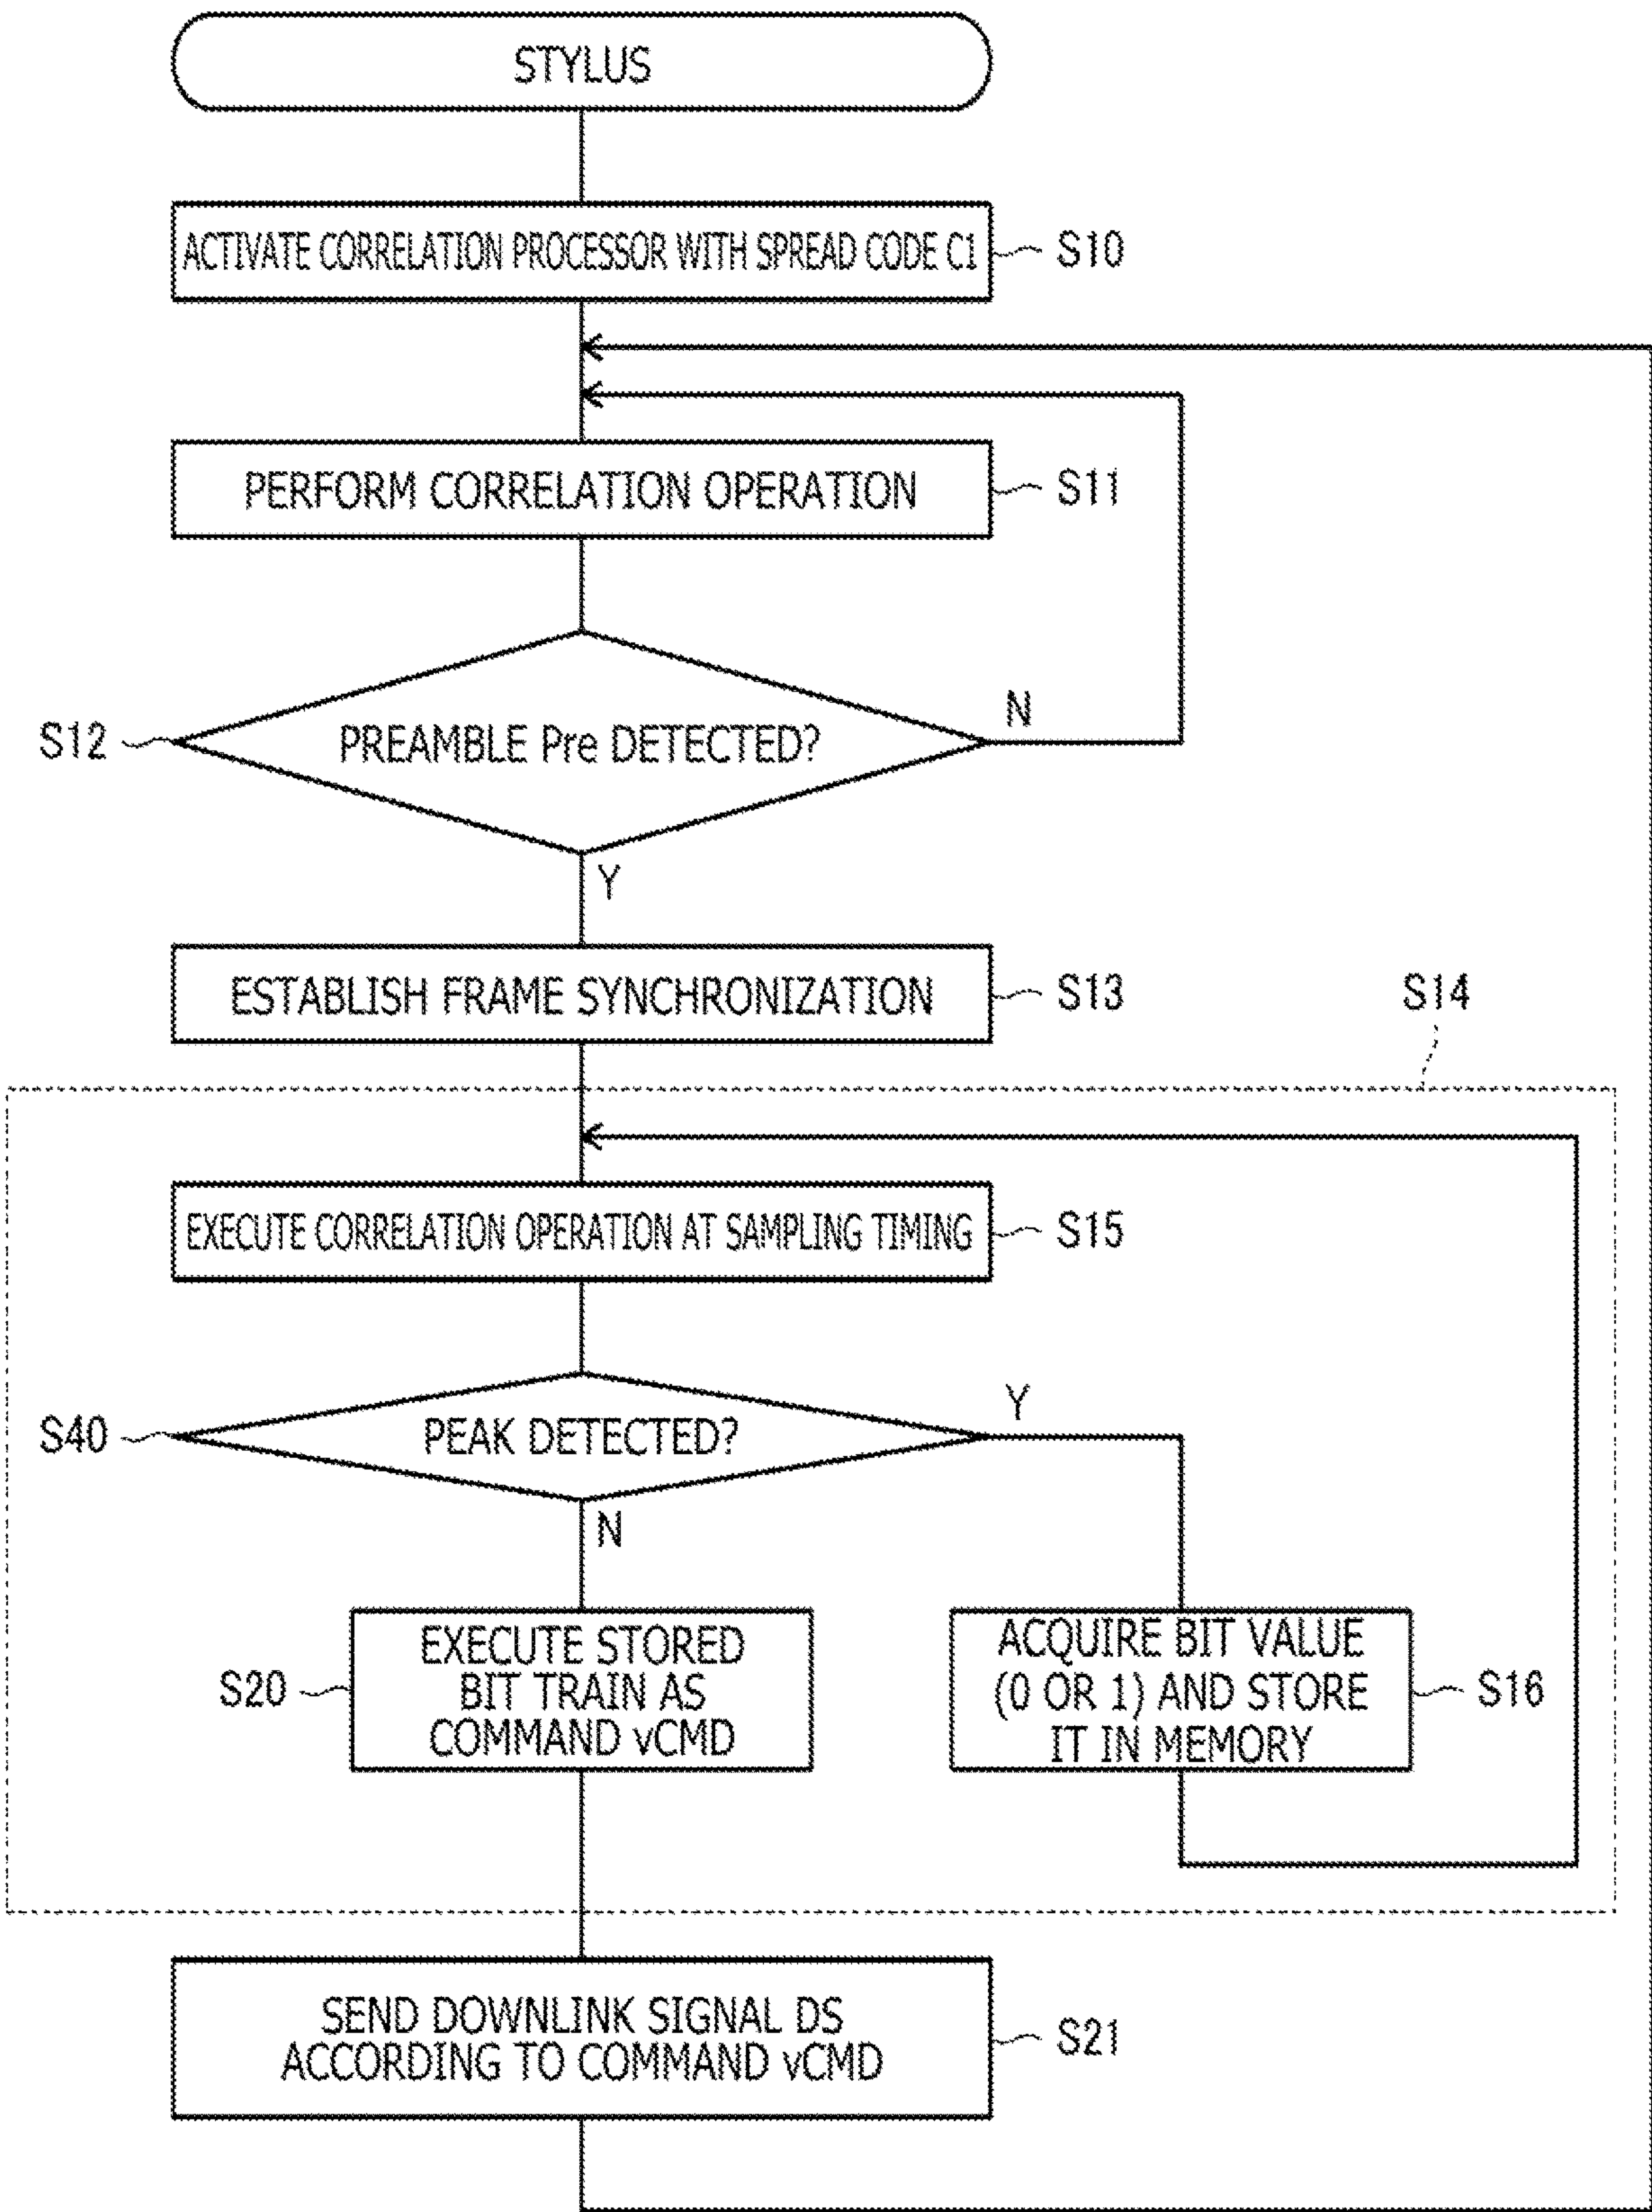 STYLUS
ACTIVATE CORRELATION PROCESSOR WITH SPREAD CODE C1
S10
PERFORM CORRELATION OPERATION
S11
N
S12
PREAMBLE Pre DETECTED?
Y
ESTABLISH FRAME SYNCHRONIZATION
S13
S14
EXECUTE CORRELATION OPERATION AT SAMPLING TIMING
S15
Y
S40
PEAK DETECTED?
N
EXECUTE STORED
BIT TRAIN AS
COMMAND vCMD
S20
ACQUIRE BIT VALUE
(0 OR 1) AND STORE
IT IN MEMORY
S16
SEND DOWNLINK SIGNAL DS
ACCORDING TO COMMAND vCMD
S21